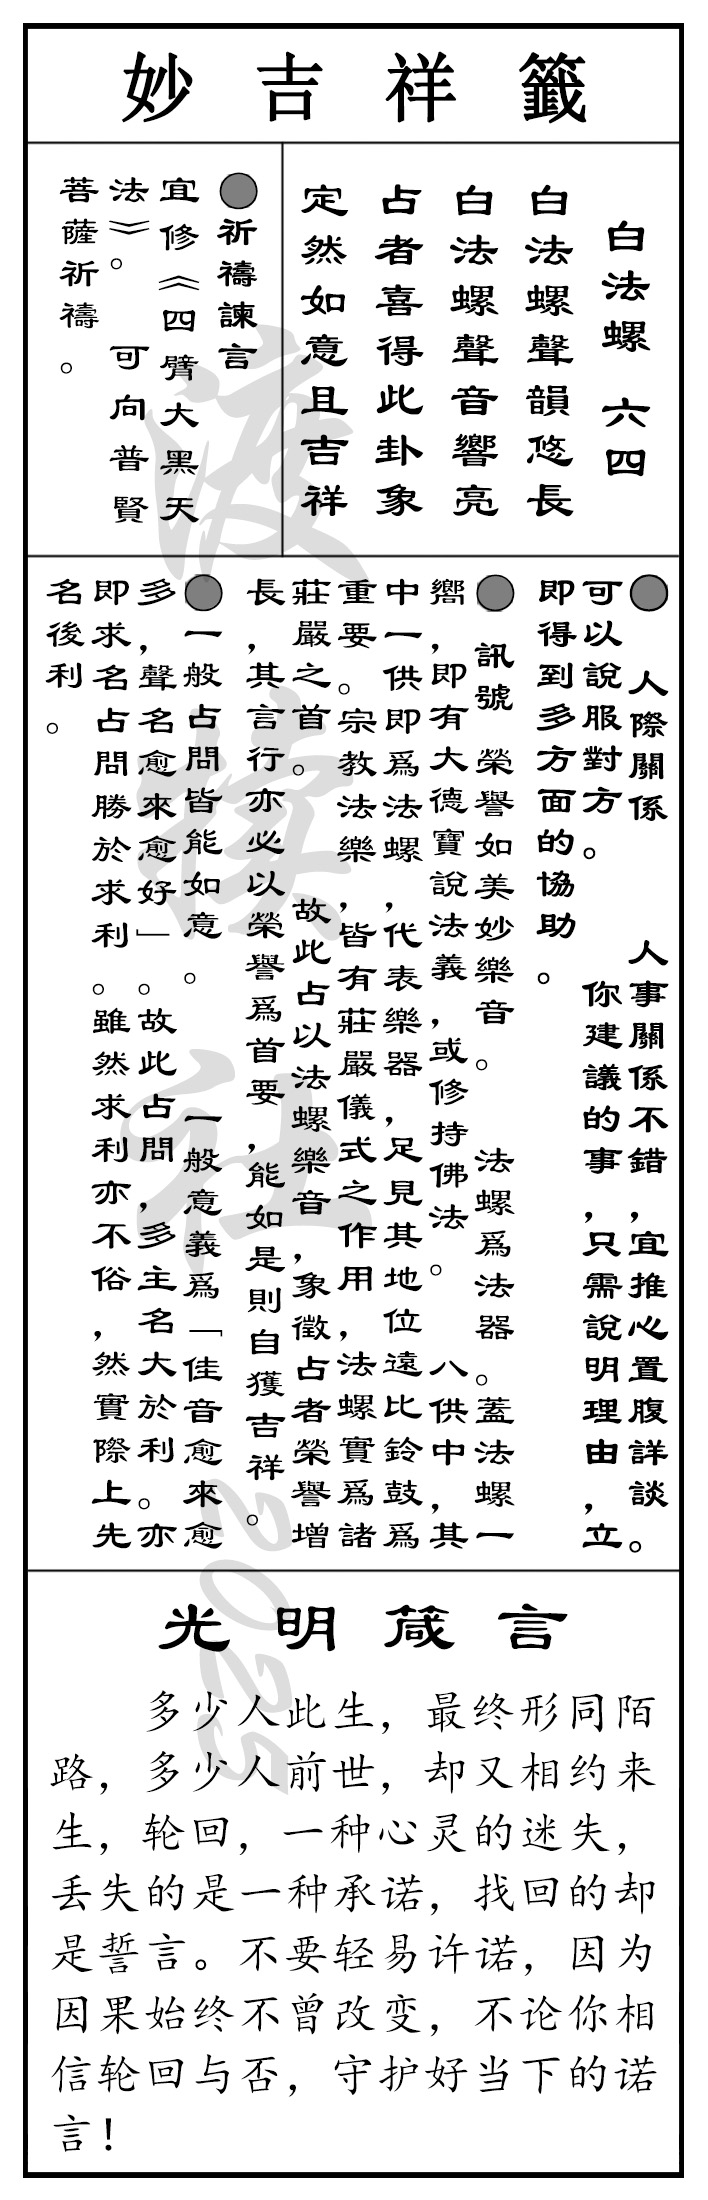 妙吉祥籤
白法螺 六四
白法螺聲韻悠長
白法螺聲音響亮
占者喜得此卦象
定然如意且吉祥
●祈禱諫言
宜修《四臂大黑天
法》。 可向普賢
菩薩祈禱。
● 人際關係 人事關係不錯，宜推心置腹詳談。
可以說服對方。 你建議的事，只需說明理由，立
即得到多方面的協助。
● 訊號 榮譽如美妙樂音。 法螺爲法器。蓋法螺一
嚮，即有大德寶說法義，或修持佛法。 八供中，其
中一供即爲法螺，代表樂器，足見其地位遠比鈴鼓爲
重要。宗教法樂，皆有莊嚴儀式之作用，法螺實爲諸
莊嚴之首。 故此占以法螺樂音，象徵占者榮譽增
長，其言行亦必以榮譽爲首要，能如是則自獲吉祥。
●一般占問皆能如意。 一般意義爲「佳音愈來愈
多，聲名愈來愈好」。故此占問，多主名大於利。亦
即求名占問勝於求利。雖然求利亦不俗，然實際上先
名後利。
光明箴言
多少人此生，最终形同陌
路，多少人前世，却又相约来
生，轮回，一种心灵的迷失，
丢失的是一种承诺，找回的却
是誓言。不要轻易许诺，因为
因果始终不曾改变，不论你相
信轮回与否，守护好当下的诺
言！
2025